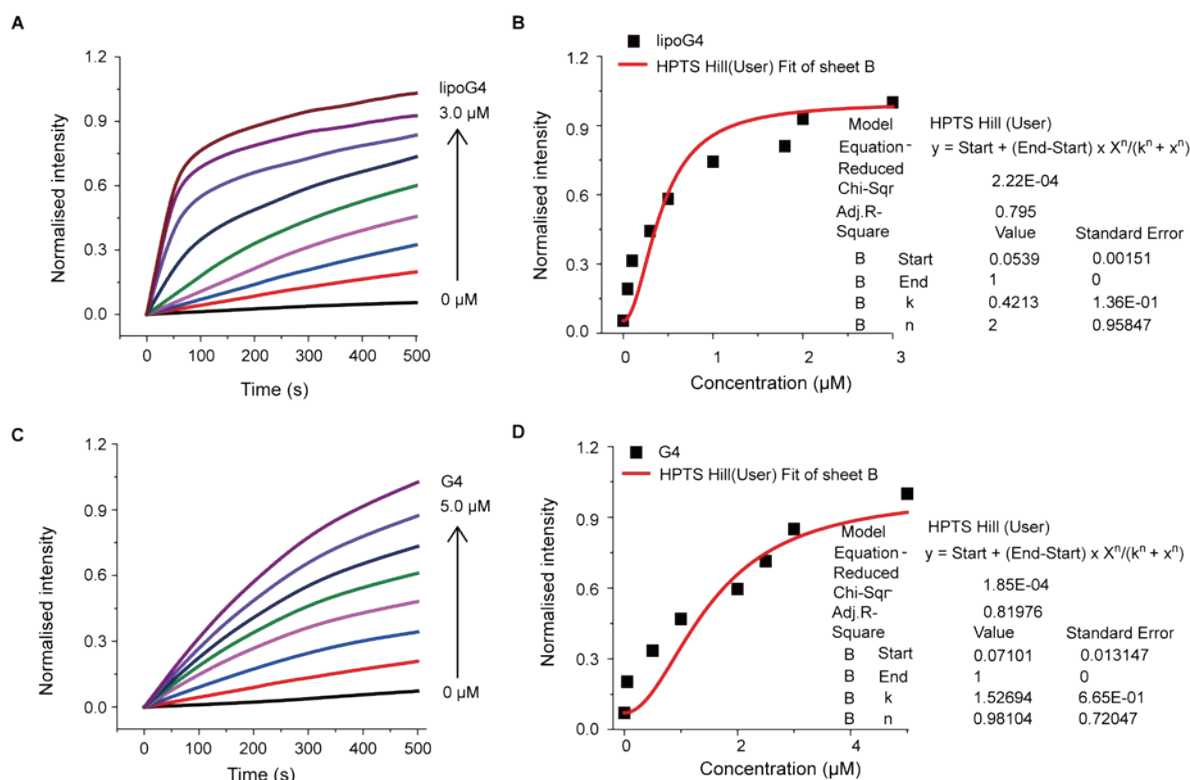 A
1.2
0.9
0.6
0.3
0.0
Normalised intensity
0 100 200 300 400 500
Time (s)
lipoG4
3.0 µM
0 µM
B
lipoG4
HPTS Hill(User) Fit of sheet B
1.2
0.9
0.6
0.3
0.0
Normalised intensity
0 1 2 3
Concentration (µM)
Model HPTS Hill (User)
Equation - y = Start + (End-Start) x Xⁿ/(kⁿ + xⁿ)
Reduced
Chi-Sqr 2.22E-04
Adj.R- 0.795
Square Value Standard Error
B Start 0.0539 0.00151
B End 1 0
B k 0.4213 1.36E-01
B n 2 0.95847
C
1.2
0.9
0.6
0.3
0.0
Normalised intensity
0 100 200 300 400 500
Time (s)
G4
5.0 µM
0 µM
D
G4
HPTS Hill(User) Fit of sheet B
1.2
0.9
0.6
0.3
0.0
Normalised intensity
0 2 4
Concentration (µM)
Model HPTS Hill (User)
Equation - y = Start + (End-Start) x Xⁿ/(kⁿ + xⁿ)
Reduced
Chi-Sqr 1.85E-04
Adj.R- 0.81976
Square Value Standard Error
B Start 0.07101 0.013147
B End 1 0
B k 1.52694 6.65E-01
B n 0.98104 0.72047